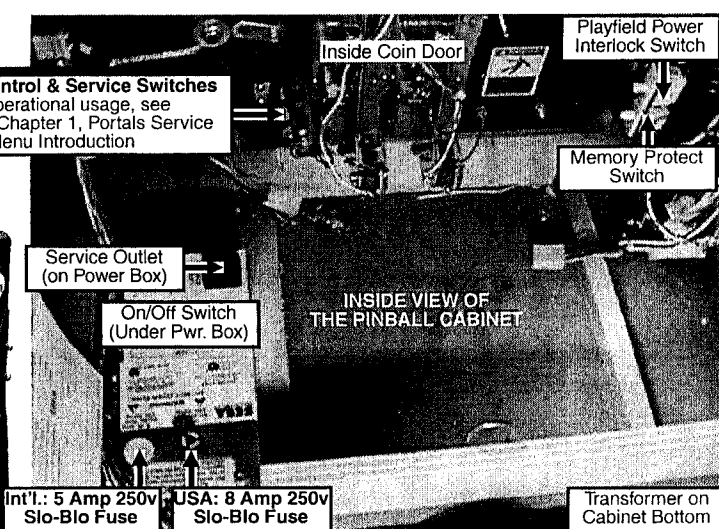 Inside Coin Door
Playfield Power
Interlock Switch
ntrol & Service Switches
perational usage, see
Chapter 1, Portals Service
Menu Introduction
Memory Protect
Switch
Service Outlet
(on Power Box)
On/Off Switch
(Under Pwr. Box)
INSIDE VIEW OF
THE PINBALL CABINET
SEGA
Int'l.: 5 Amp 250v
Slo-Blo Fuse
USA: 8 Amp 250v
Slo-Blo Fuse
Transformer on
Cabinet Bottom